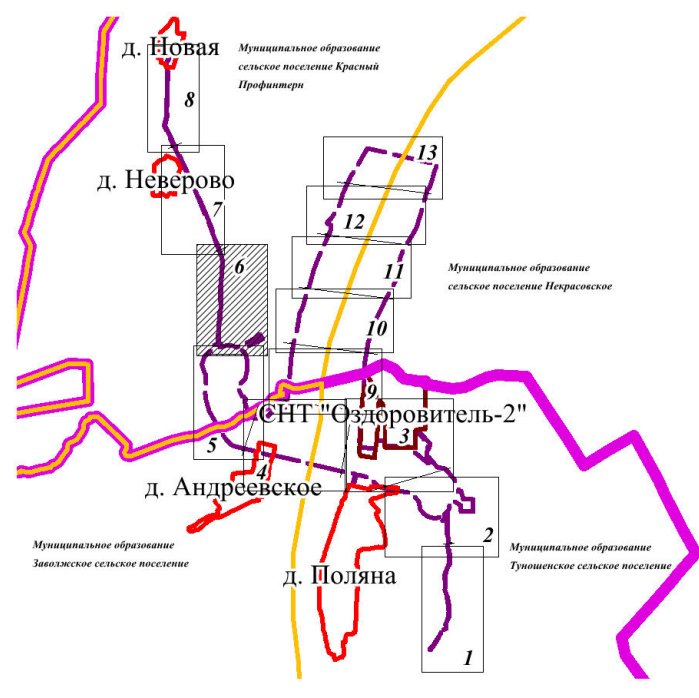 д. Новая
Муниципальное образование
сельское поселение Красный
Профинтерн
8
13
д. Неверово
7
12
6
11
Муниципальное образование
сельское поселение Некрасовское
10
9
СНТ "Оздоровитель-2"
3
5
4
д. Андреевское
2
Муниципальное образование
Заволжское сельское поселение
Муниципальное образование
Туношенское сельское поселение
д. Поляна
1